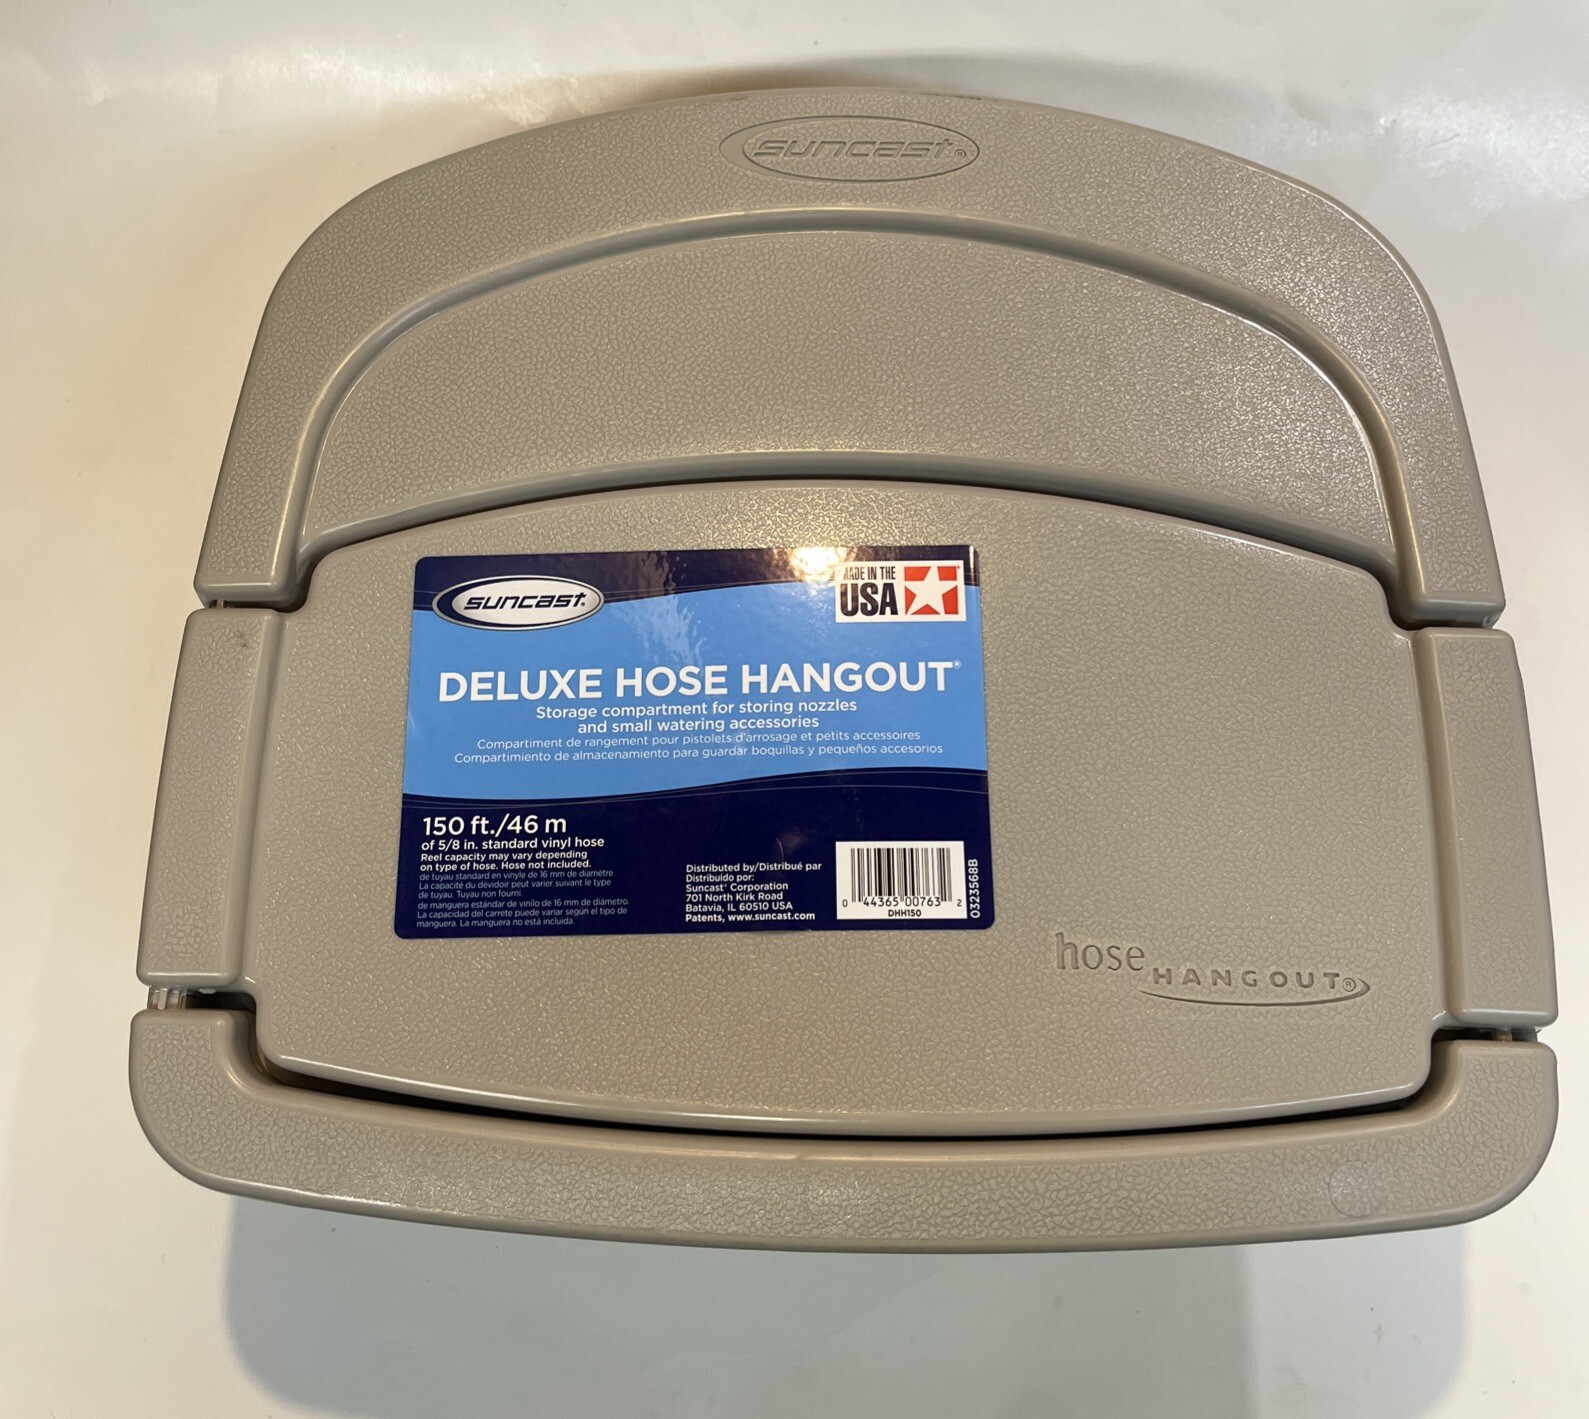 suncast®
suncast®
MADE IN THE
USA
DELUXE HOSE HANGOUT®
Storage compartment for storing nozzles
and small watering accessories
Compartiment de rangement pour pistolets d'arrosage et petits accessoires
Compartimiento de almacenamiento para guardar boquillas y pequeños accesorios
150 ft./46 m
of 5/8 in. standard vinyl hose
Reel capacity may vary depending
on type of hose. Hose not included.
de tuyau standard en vinyle de 16 mm de diamètre.
La capacité du dévidoir peut varier suivant le type
de tuyau. Tuyau non fourni.
de manguera estándar de vinilo de 16 mm de diámetro.
La capacidad del carrete puede variar según el tipo de
manguera. La manguera no está incluida.
Distributed by/Distribué par
Distribuido por:
Suncast® Corporation
701 North Kirk Road
Batavia, IL 60510 USA
Patents, www.suncast.com
0 44365 00763 2
DHH150
0323568B
hose
HANGOUT®